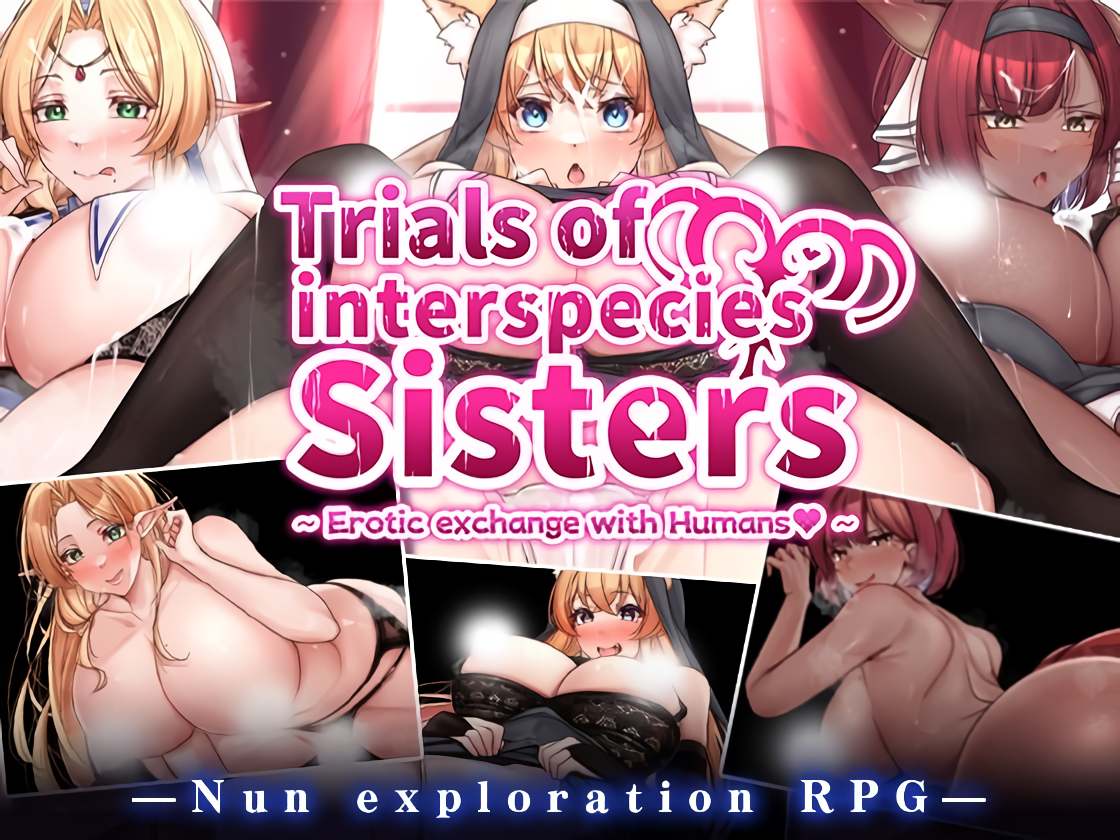 Trials of
interspecies
Sisters
~ Erotic exchange with Humans♥ ~
—Nun exploration RPG—